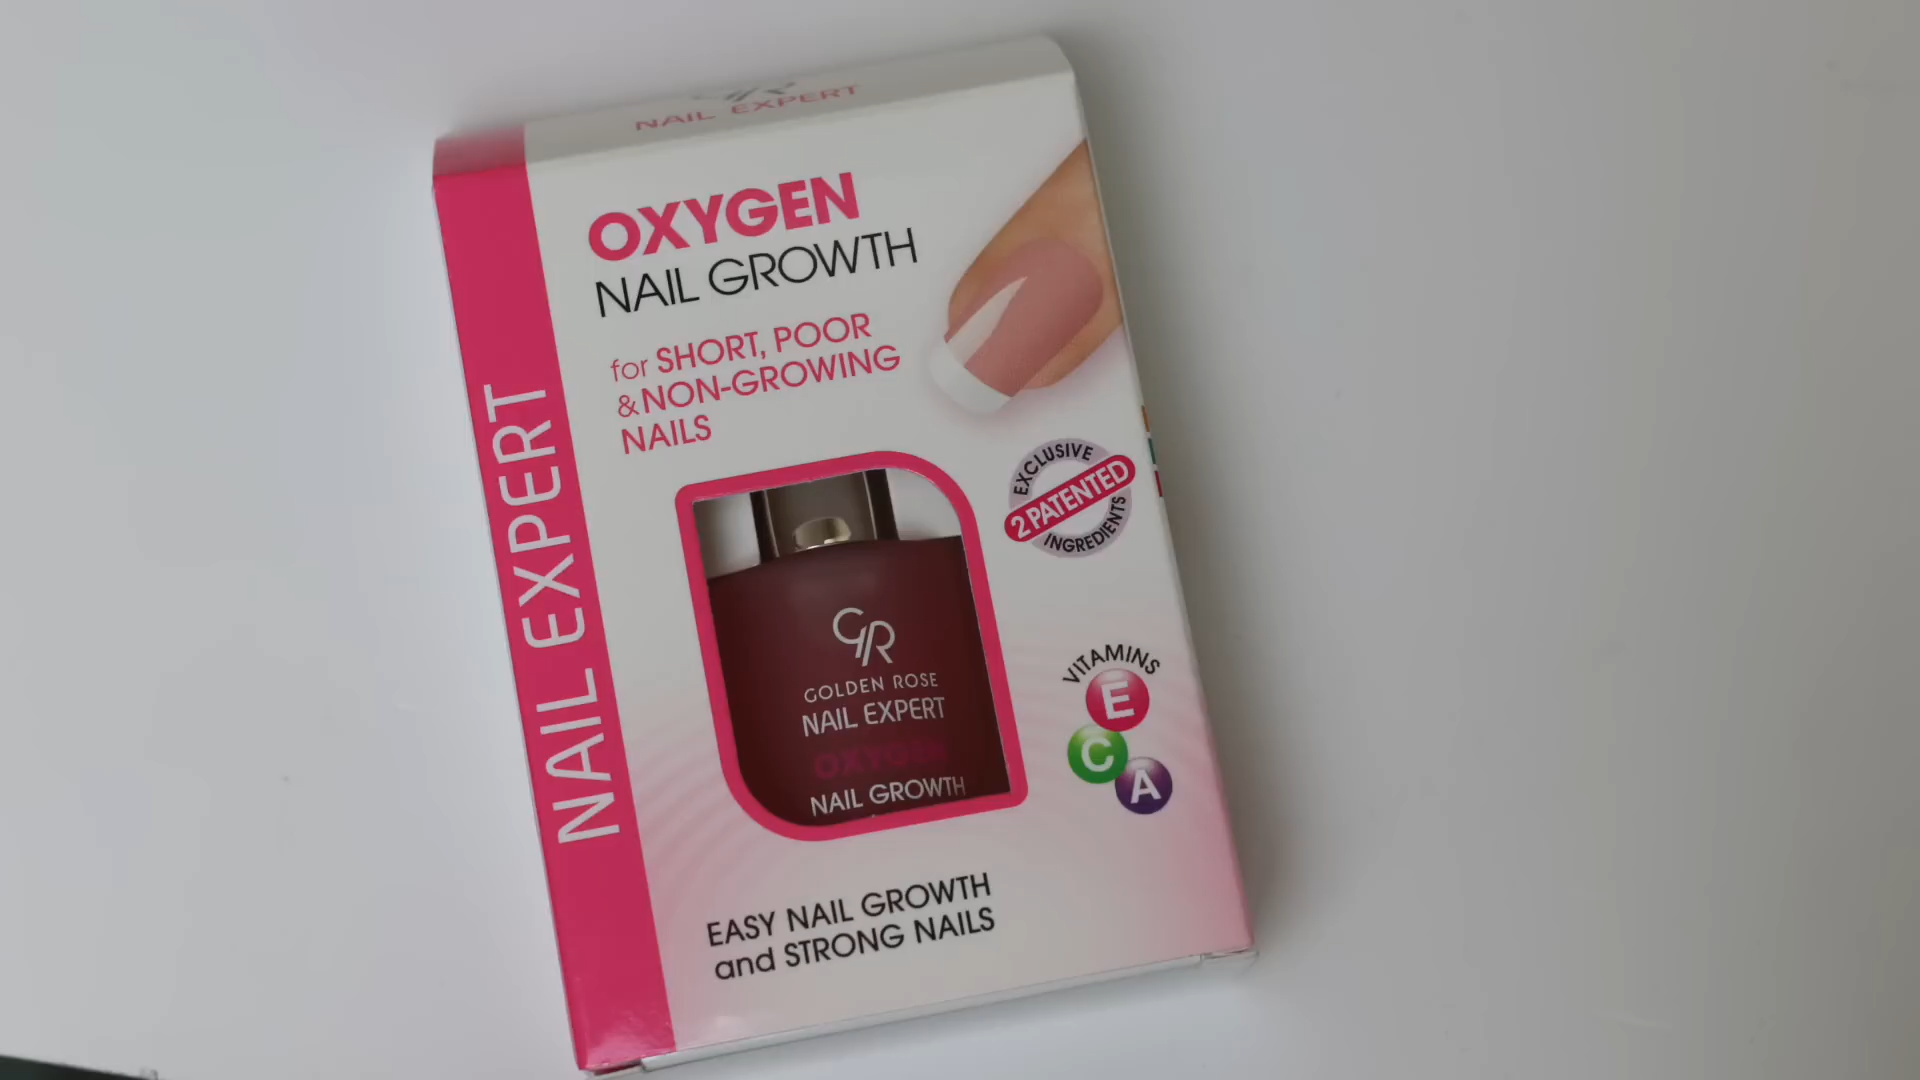 NAIL EXPERT
OXYGEN
NAIL GROWTH
for SHORT, POOR
& NON-GROWING
NAILS
NAIL EXPERT
EXCLUSIVE
2 PATENTED
INGREDIENTS
GR
GOLDEN ROSE
NAIL EXPERT
OXYGEN
NAIL GROWTH
VITAMINS
E
C
A
EASY NAIL GROWTH
and STRONG NAILS